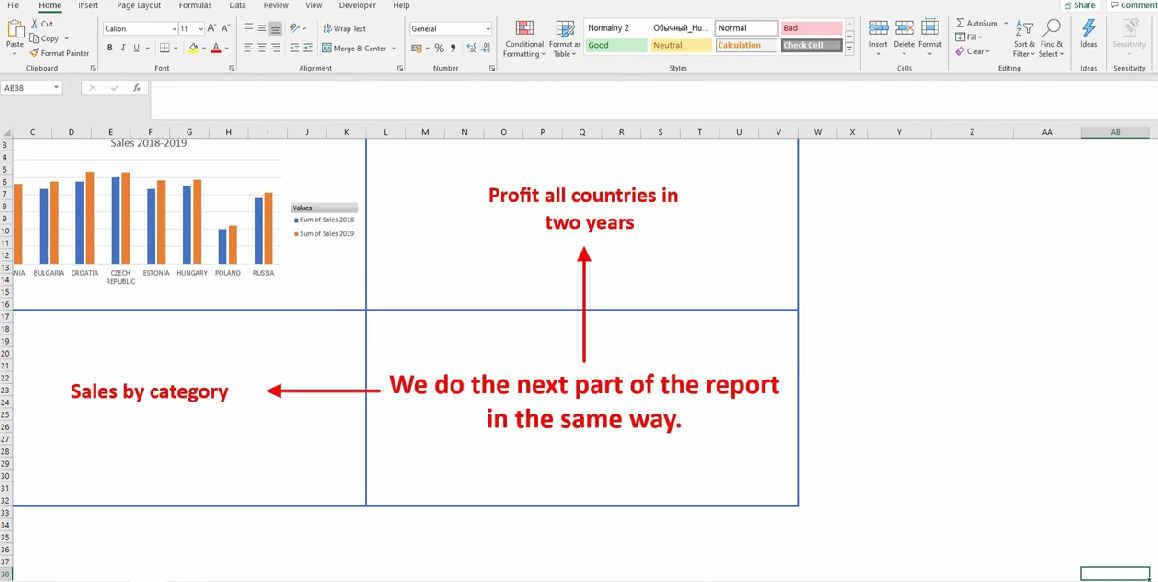 File Home Insert Page Layout Formulas Data Review View Developer Help Share Comment
Cut Calibri 11 Wrap Text General Normalny 2 Обычный_Hu... Normal Bad AutoSum
Copy Fill
Paste Format Painter B I U Merge & Center % Conditional Formatting Format as Table Good Neutral Calculation Check Cell Insert Delete Format Clear Sort & Filter Find & Select Ideas Sensitivity
Clipboard Font Alignment Number Styles Cells Editing Ideas Sensitivity
AB38 fx
C D E F G H I J K L M N O P Q R S T U V W X Y Z AA AB
Sales 2018-2019
3
4
5
6
7
8
9
10
11
12
13
14
15
16
17
18
19
20
21
22
23
24
25
26
27
28
29
30
31
32
33
34
35
36
37
38
Values
Sum of Sales 2018
Sum of Sales 2019
NIA BULGARIA CROATIA CZECH ESTONIA HUNGARY POLAND RUSSIA
REPUBLIC
Profit all countries in
two years
Sales by category
We do the next part of the report
in the same way.